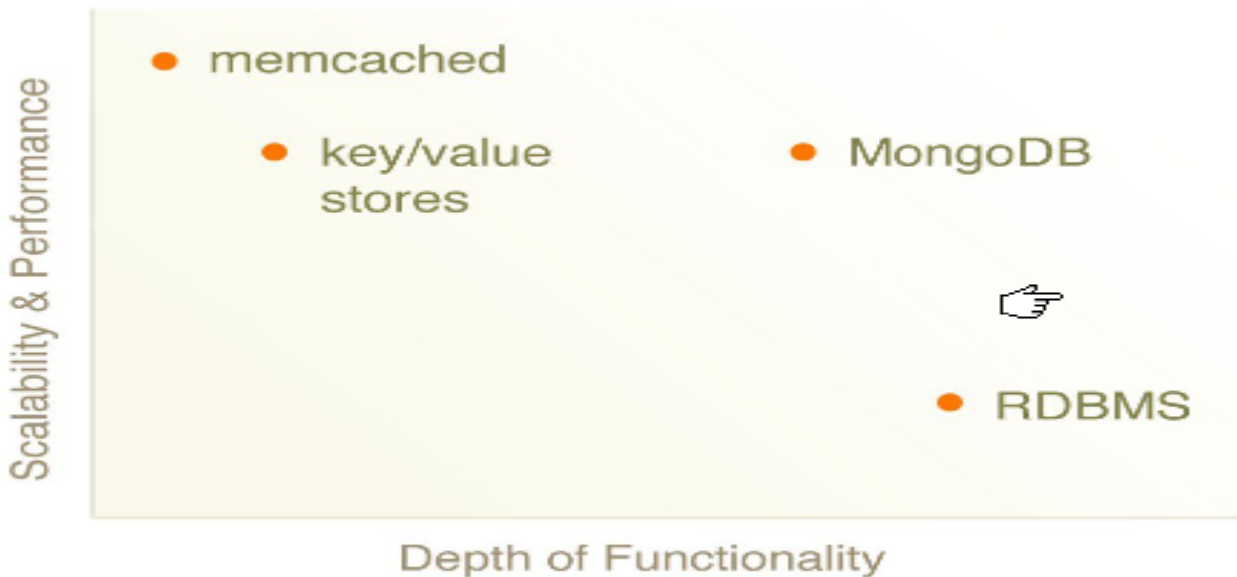 memcached
key/value
stores
MongoDB
RDBMS
Scalability & Performance
Depth of Functionality